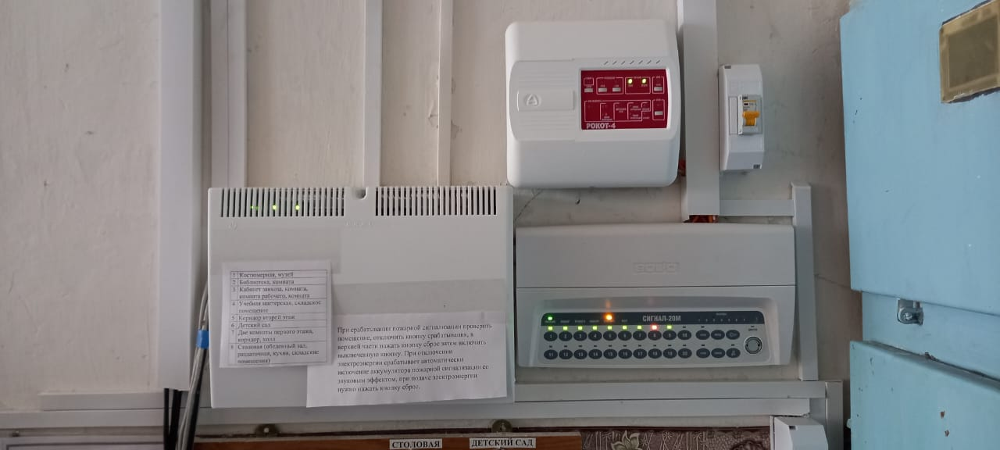 РОКОТ-4
bolid
СИГНАЛ-20М
1 2 3 4 5 6 7 8 9 10
11 12 13 14 15 16 17 18 19 20
1 Костюмерная, музей
2 Библиотека, комната
3 Кабинет завхоза, комната,
комната рабочего, комната
4 Учебная мастерская, складское
помещение
5 Коридор второй этаж
6 Детский сад
7 Две комнаты первого этажа,
коридор, холл
8 Столовая (обеденный зал,
раздаточная, кухня, складские
помещения)
При срабатывании пожарной сигнализации проверить
помещение, отключить кнопку срабатывания, в
верхней части нажать кнопку сброс затем включить
выключенную кнопку. При отключении
электроэнергии срабатывает автоматически
включение аккумулятора пожарной сигнализации со
звуковым эффектом, при подаче электроэнергии
нужно нажать кнопку сброс.
СТОЛОВАЯ
ДЕТСКИЙ САД